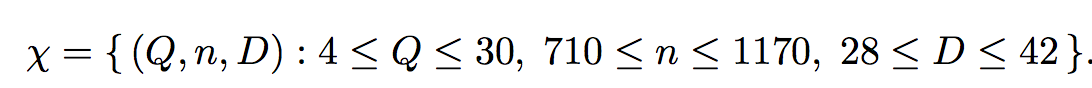 χ = { (Q, n, D) : 4 ≤ Q ≤ 30, 710 ≤ n ≤ 1170, 28 ≤ D ≤ 42 }.